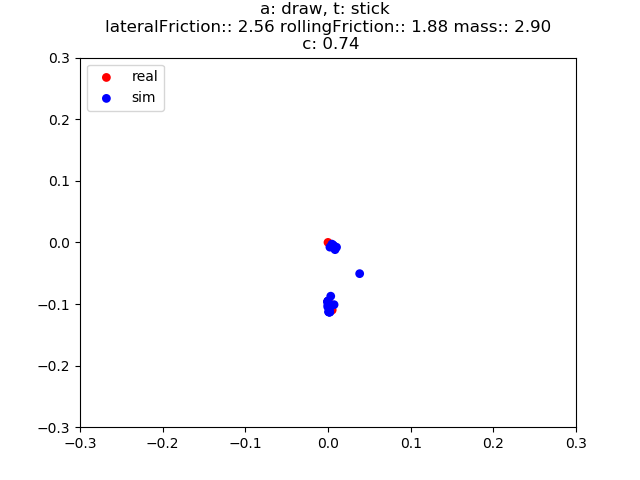 a: draw, t: stick
lateralFriction:: 2.56 rollingFriction:: 1.88 mass:: 2.90
c: 0.74
real
sim
0.3
0.2
0.1
0.0
−0.1
−0.2
−0.3
−0.3
−0.2
−0.1
0.0
0.1
0.2
0.3